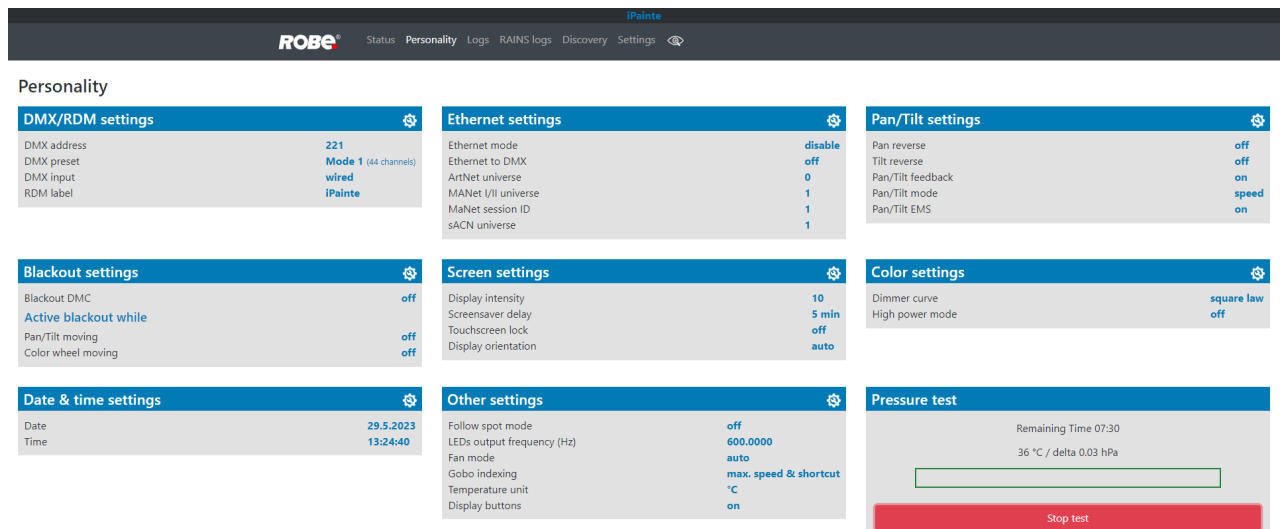 iPainte
ROBE® Status Personality Logs RAINS logs Discovery Settings
Personality
DMX/RDM settings
DMX address 221
DMX preset Mode 1 (44 channels)
DMX input wired
RDM label iPainte
Ethernet settings
Ethernet mode disable
Ethernet to DMX off
ArtNet universe 0
MANet I/II universe 1
MaNet session ID 1
sACN universe 1
Pan/Tilt settings
Pan reverse off
Tilt reverse off
Pan/Tilt feedback on
Pan/Tilt mode speed
Pan/Tilt EMS on
Blackout settings
Blackout DMC off
Active blackout while
Pan/Tilt moving off
Color wheel moving off
Screen settings
Display intensity 10
Screensaver delay 5 min
Touchscreen lock off
Display orientation auto
Color settings
Dimmer curve square law
High power mode off
Date & time settings
Date 29.5.2023
Time 13:24:40
Other settings
Follow spot mode off
LEDs output frequency (Hz) 600.0000
Fan mode auto
Gobo indexing max. speed & shortcut
Temperature unit °C
Display buttons on
Pressure test
Remaining Time 07:30
36 °C / delta 0.03 hPa
Stop test